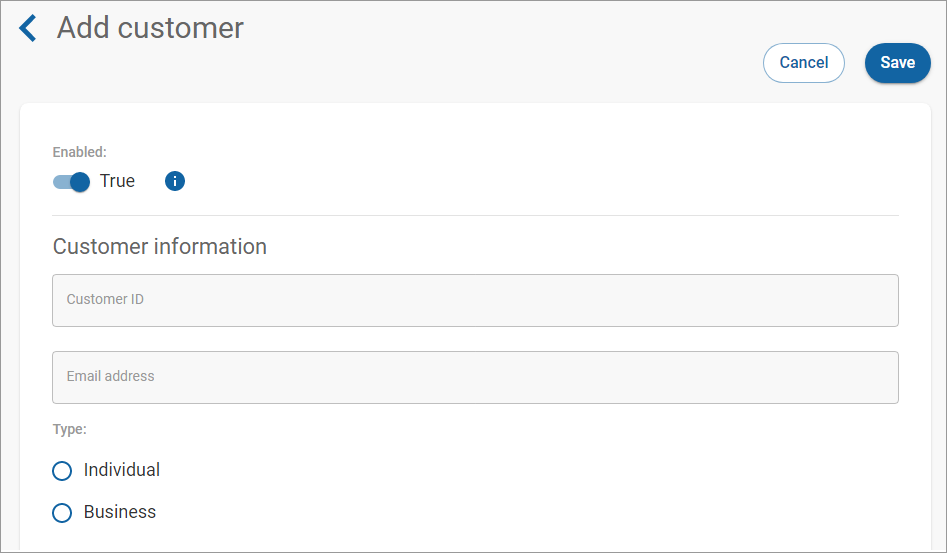 Add customer
Cancel
Save
Enabled:
True
Customer information
Customer ID
Email address
Type:
Individual
Business